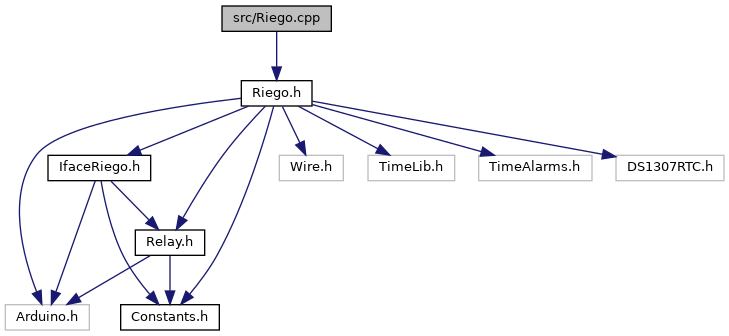 src/Riego.cpp
Riego.h
IfaceRiego.h
Wire.h
TimeLib.h
TimeAlarms.h
DS1307RTC.h
Relay.h
Arduino.h
Constants.h